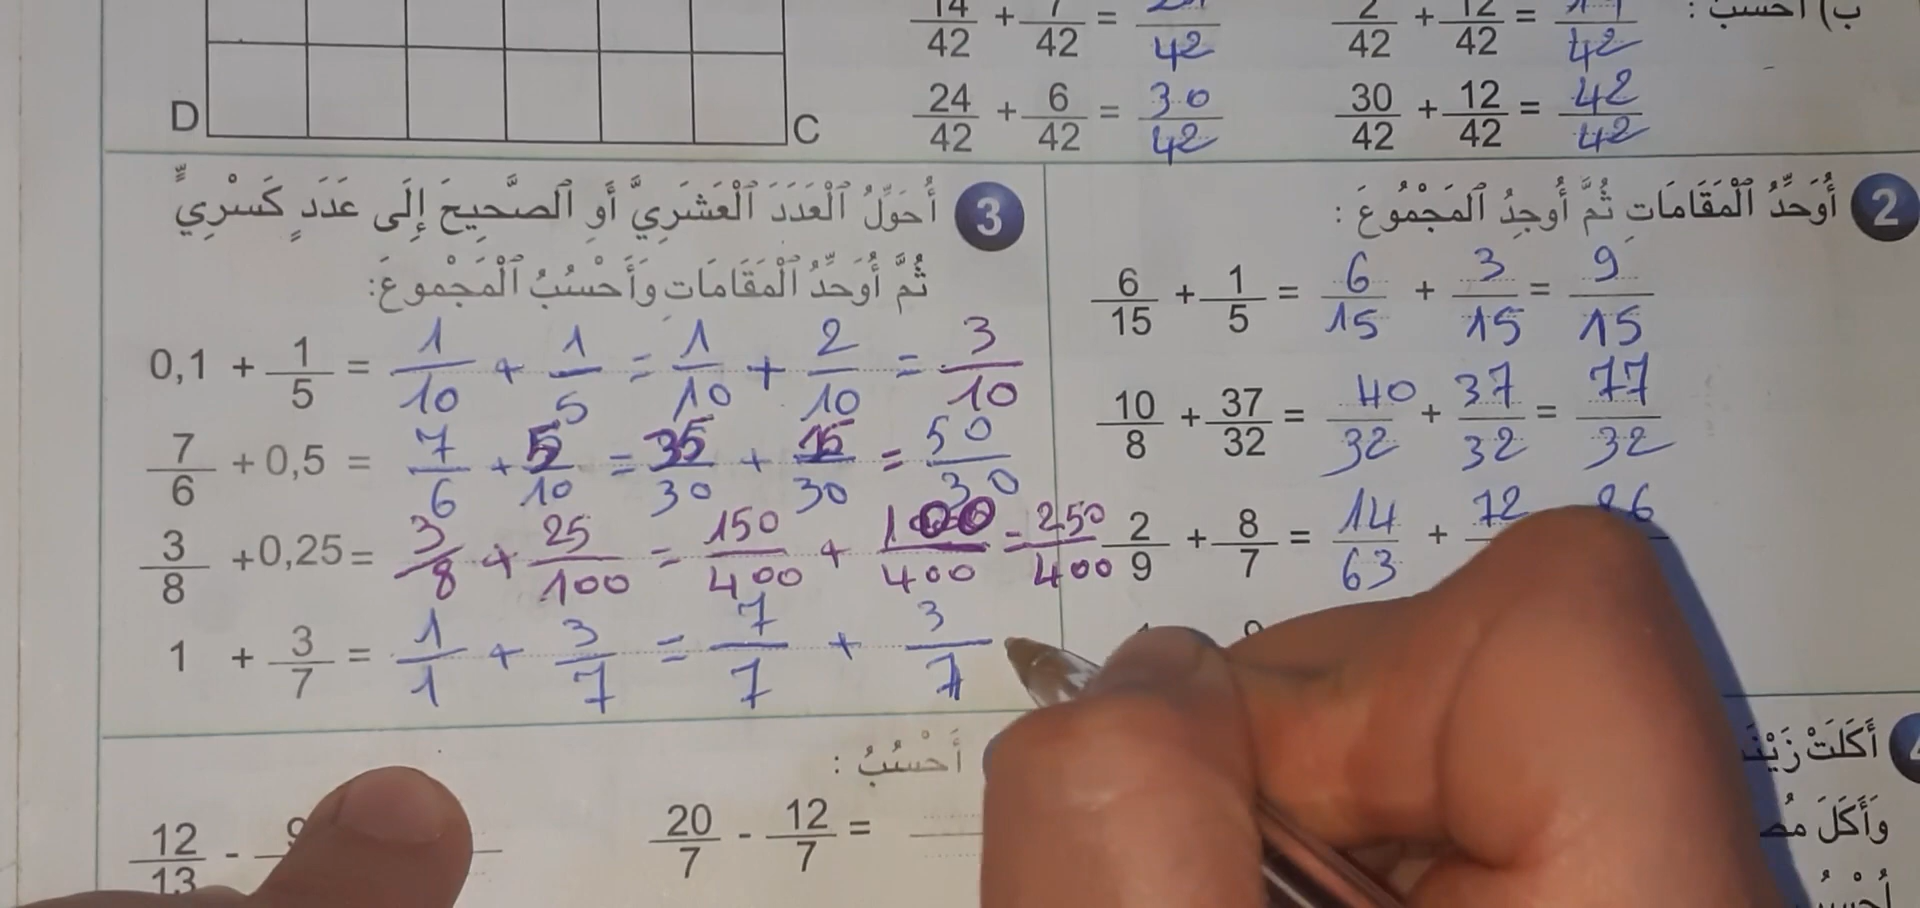 ب) أحسب :
14/42 + 7/42 = /42
2/42 + 12/42 = /42
D C
24/42 + 6/42 = 30/42
30/42 + 12/42 = 42/42
2 أُوَحِّدُ ٱلْمَقَامَاتِ ثُمَّ أُوجِدُ ٱلمَجْمُوعَ :
6/15 + 1/5 = 6/15 + 3/15 = 9/15
10/8 + 37/32 = 40/32 + 37/32 = 77/32
2/9 + 8/7 = 14/63 + 72 86
3 أُحَوِّلُ ٱلْعَدَدَ ٱلْعَشَرِيَّ أَوِ ٱلصَّحِيحَ إِلَى عَدَدٍ كَسْرِيٍّ
ثُمَّ أُوَحِّدُ ٱلْمَقَامَاتِ وَأَحْسُبُ ٱلْمَجْمُوعَ:
0,1 + 1/5 = 1/10 + 1/5 = 1/10 + 2/10 = 3/10
7/6 + 0,5 = 7/6 + 5/10 = 35/30 + 15/30 = 50/30
3/8 + 0,25 = 3/8 + 25/100 = 150/400 + 100/400 = 250/400
1 + 3/7 = 1/1 + 3/7 = 7/7 + 3/7
أَكَلَتْ
وَأَكَلَ
أَحْسُبُ :
12/13 -
20/7 - 12/7 =